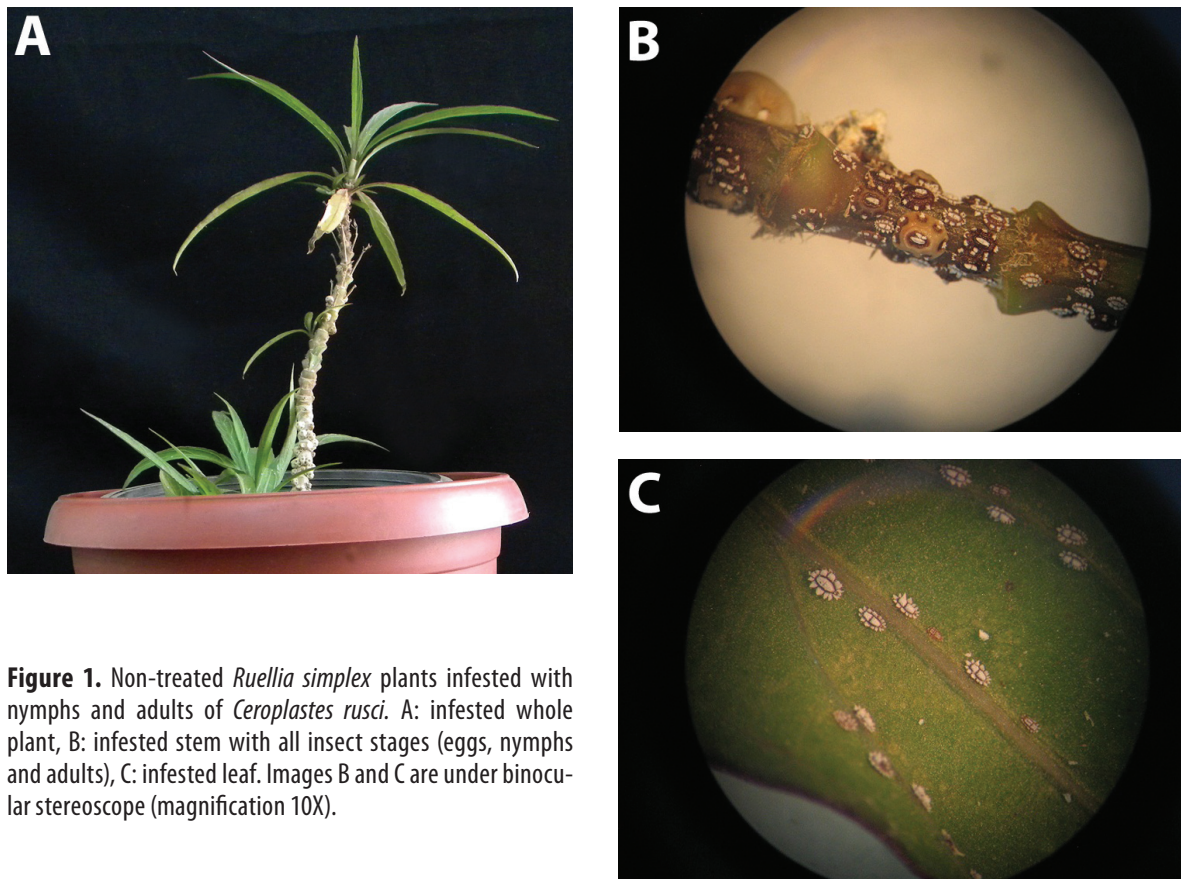 A
B
C
Figure 1. Non-treated Ruellia simplex plants infested with
nymphs and adults of Ceroplastes rusci. A: infested whole
plant, B: infested stem with all insect stages (eggs, nymphs
and adults), C: infested leaf. Images B and C are under binocu-
lar stereoscope (magnification 10X).